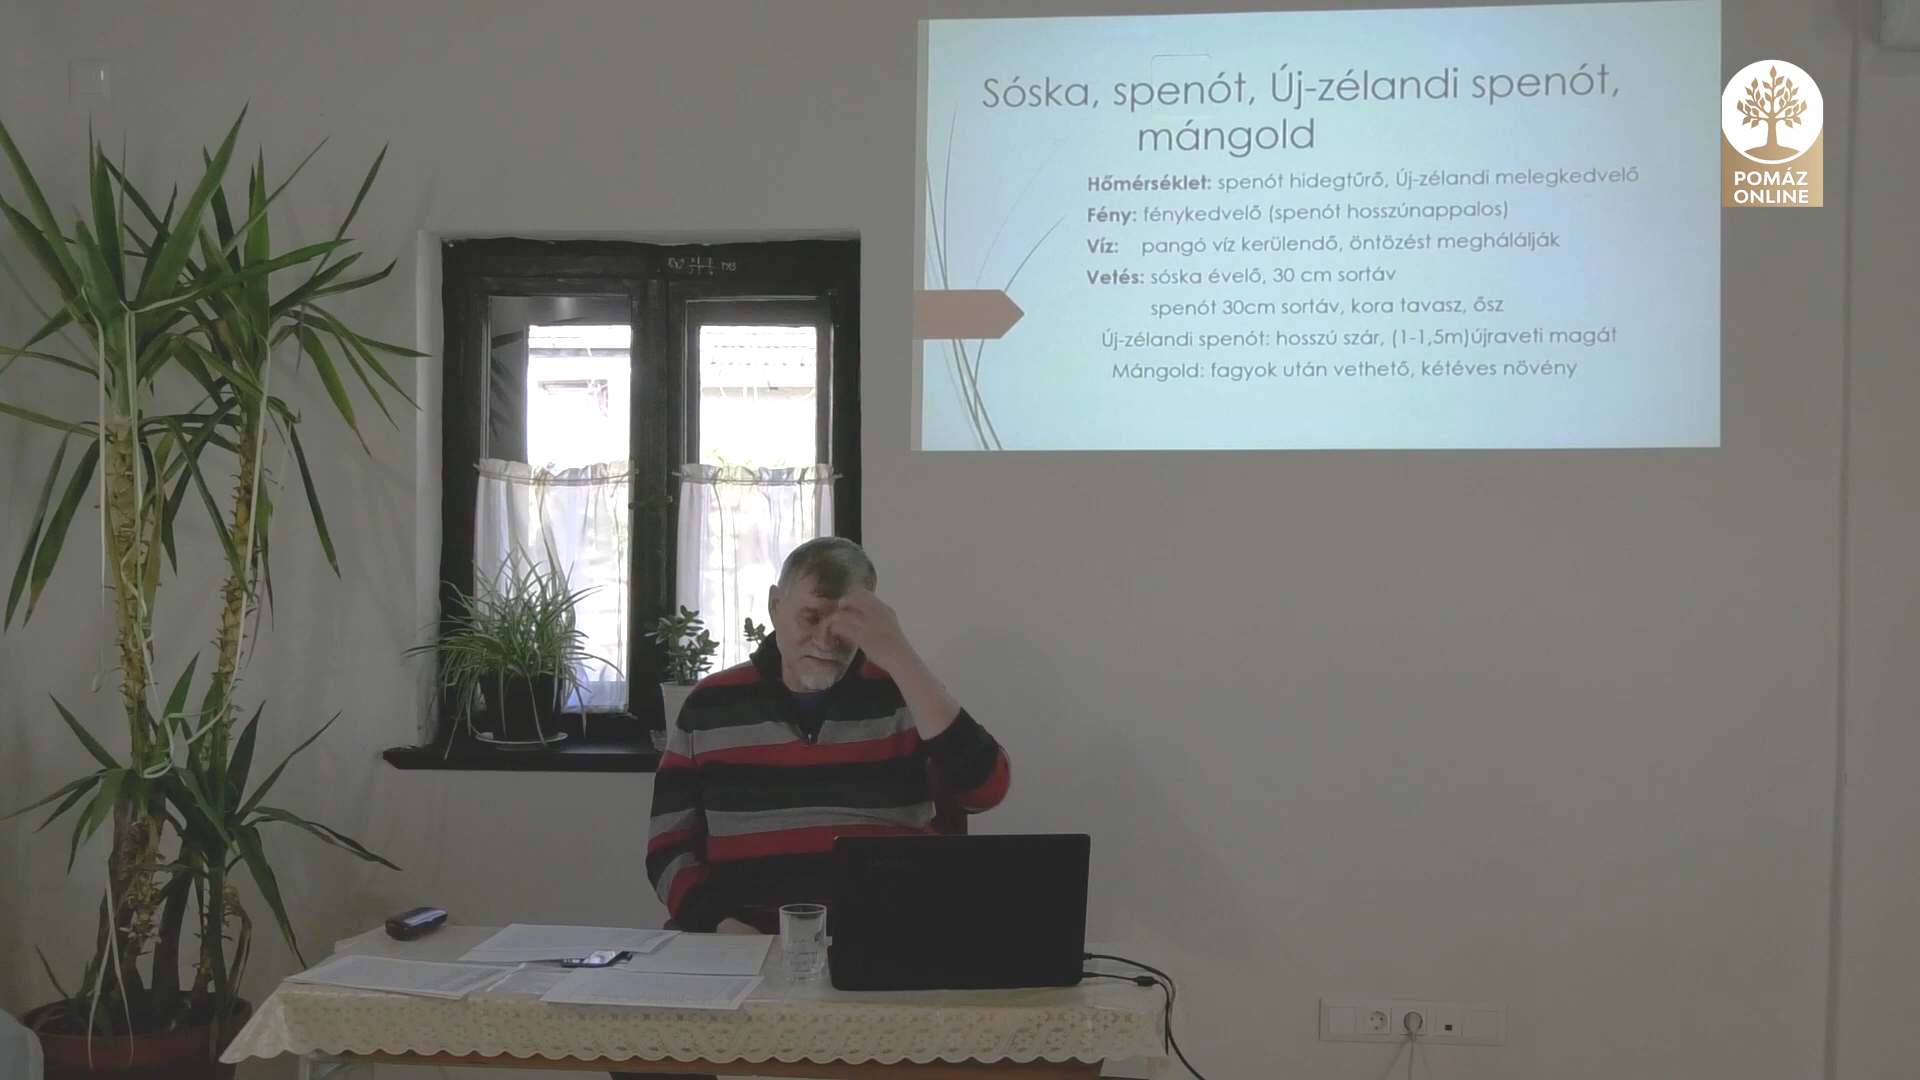 Sóska, spenót, Új-zélandi spenót,
mángold
Hőmérséklet: spenót hidegtűrő, Új-zélandi melegkedvelő
Fény: fénykedvelő (spenót hosszúnappalos)
Víz: pangó víz kerülendő, öntözést meghálálják
Vetés: sóska évelő, 30 cm sortáv
spenót 30cm sortáv, kora tavasz, ősz
Új-zélandi spenót: hosszú szár, (1-1,5m)újraveti magát
Mángold: fagyok után vethető, kétéves növény
POMÁZ
ONLINE